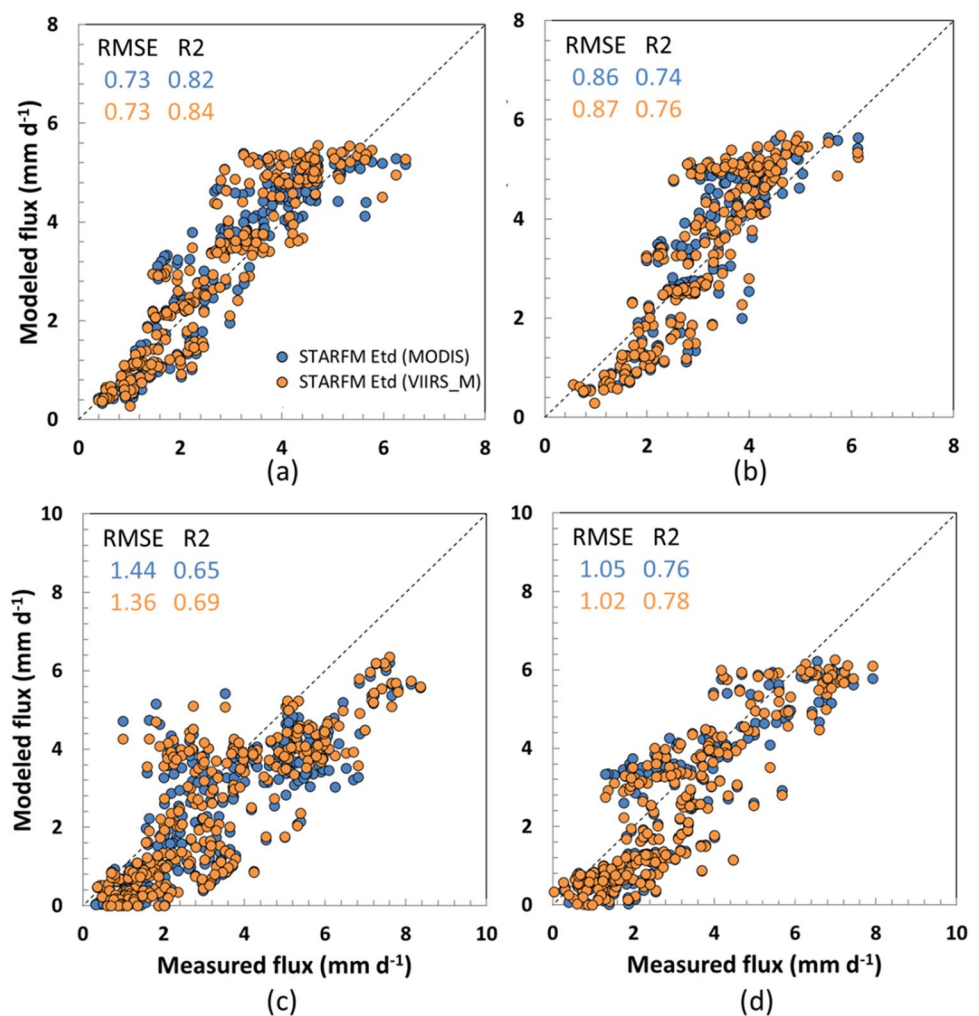 RMSE R2
0.73 0.82
0.73 0.84
8
6
4
2
0
Modeled flux (mm d-1)
STARFM Etd (MODIS)
STARFM Etd (VIIRS_M)
0 2 4 6 8
(a)
RMSE R2
0.86 0.74
0.87 0.76
8
6
4
2
0
0 2 4 6 8
(b)
RMSE R2
1.44 0.65
1.36 0.69
10
8
6
4
2
0
Modeled flux (mm d-1)
0 2 4 6 8 10
Measured flux (mm d-1)
(c)
RMSE R2
1.05 0.76
1.02 0.78
10
8
6
4
2
0
0 2 4 6 8 10
Measured flux (mm d-1)
(d)